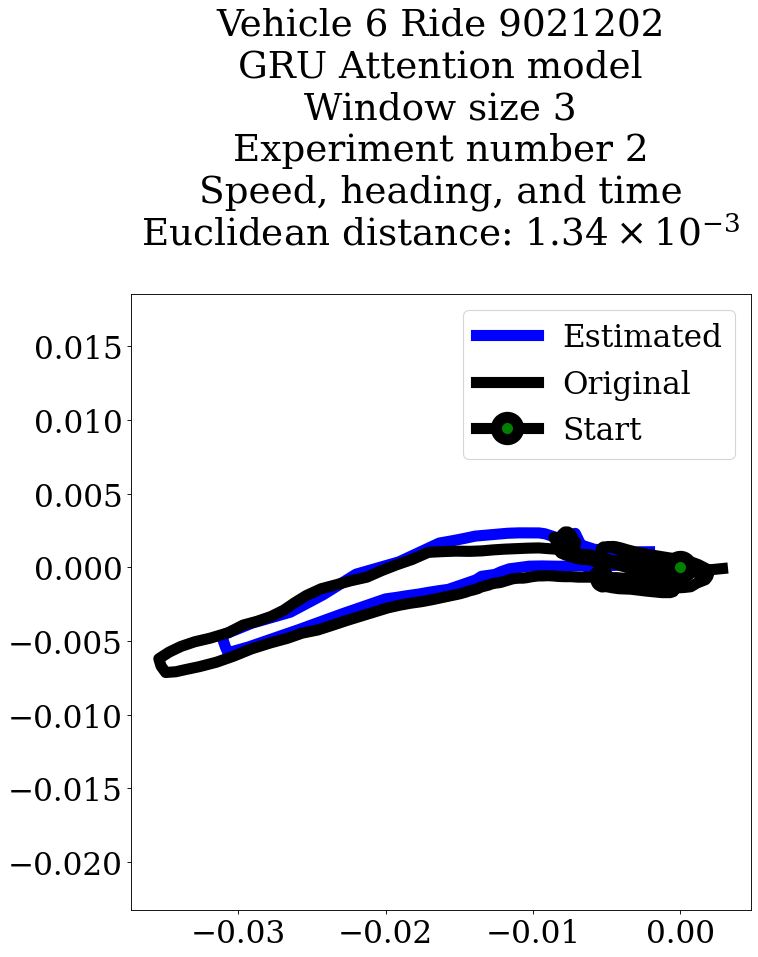 Vehicle 6 Ride 9021202
GRU Attention model
Window size 3
Experiment number 2
Speed, heading, and time
Euclidean distance: 1.34 × 10⁻³
Estimated
Original
Start
0.015
0.010
0.005
0.000
−0.005
−0.010
−0.015
−0.020
−0.03
−0.02
−0.01
0.00